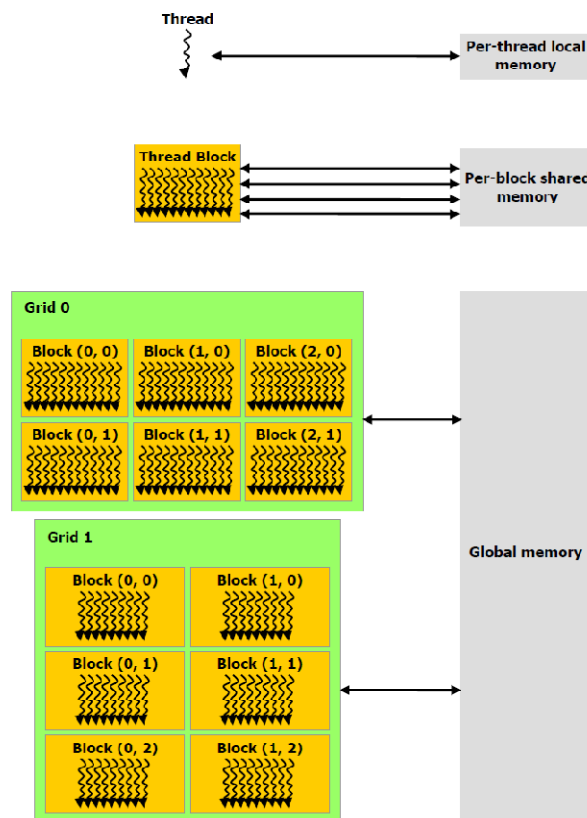 Thread
Per-thread local
memory
Thread Block
Per-block shared
memory
Grid 0
Block (0, 0)
Block (1, 0)
Block (2, 0)
Block (0, 1)
Block (1, 1)
Block (2, 1)
Grid 1
Global memory
Block (0, 0)
Block (1, 0)
Block (0, 1)
Block (1, 1)
Block (0, 2)
Block (1, 2)